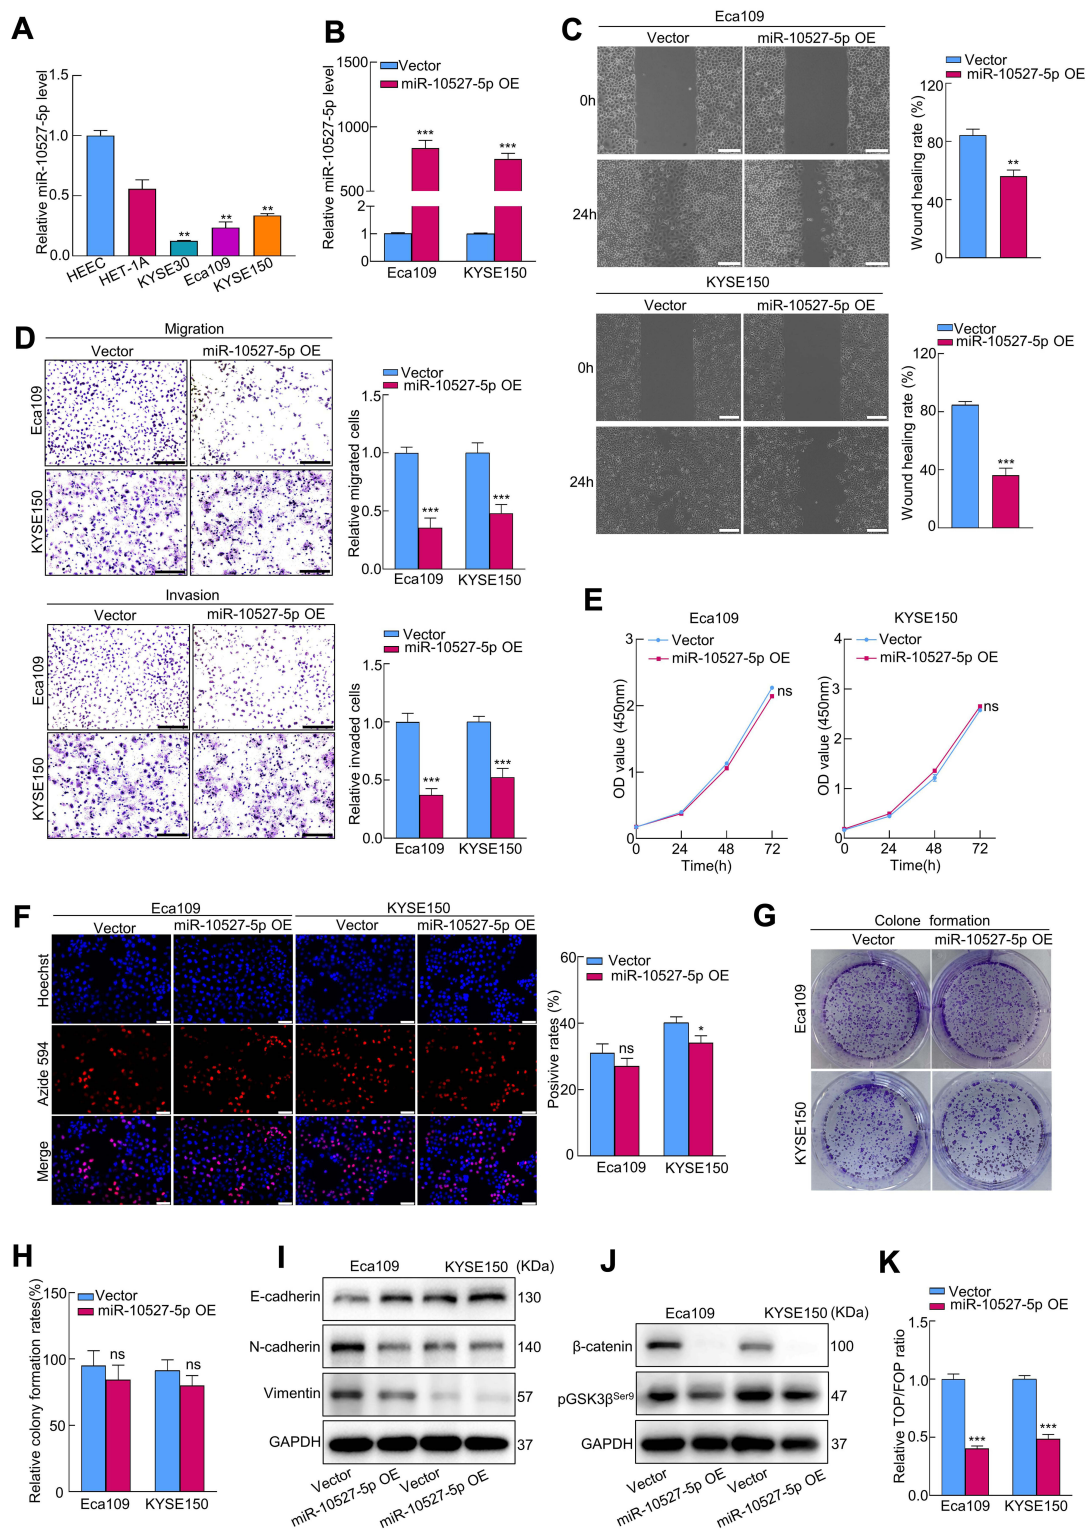 A
Relative miR-10527-5p level
1.5
1.0
0.5
0.0
HEEC
HET-1A
KYSE30
Eca109
KYSE150
**
**
**
B
Relative miR-10527-5p level
Vector
miR-10527-5p OE
1500
1000
500
2
1
0
***
***
Eca109
KYSE150
C
Eca109
Vector
miR-10527-5p OE
0h
24h
Vector
miR-10527-5p OE
Wound healing rate (%)
120
80
40
0
**
KYSE150
Vector
miR-10527-5p OE
0h
24h
Vector
miR-10527-5p OE
Wound healing rate (%)
120
80
40
0
***
D
Migration
Vector
miR-10527-5p OE
Eca109
KYSE150
Vector
miR-10527-5p OE
Relative migrated cells
1.5
1.0
0.5
0.0
***
***
Eca109
KYSE150
Invasion
Vector
miR-10527-5p OE
Eca109
KYSE150
Vector
miR-10527-5p OE
Relative invaded cells
1.5
1.0
0.5
0.0
***
***
Eca109
KYSE150
E
Eca109
Vector
miR-10527-5p OE
OD value (450nm)
3
2
1
0
ns
0
24
48
72
Time(h)
KYSE150
Vector
miR-10527-5p OE
OD value (450nm)
4
3
2
1
0
ns
0
24
48
72
Time(h)
F
Eca109
KYSE150
Vector
miR-10527-5p OE
Vector
miR-10527-5p OE
Hoechst
Azide 594
Merge
Vector
miR-10527-5p OE
Posivive rates (%)
60
40
20
0
ns
*
Eca109
KYSE150
G
Colone formation
Vector
miR-10527-5p OE
Eca109
KYSE150
H
Relative colony formation rates(%)
150
100
50
0
Vector
miR-10527-5p OE
ns
ns
Eca109
KYSE150
I
Eca109
KYSE150
(KDa)
E-cadherin
130
N-cadherin
140
Vimentin
57
GAPDH
37
Vector
miR-10527-5p OE
Vector
miR-10527-5p OE
J
Eca109
KYSE150 (KDa)
β-catenin
100
pGSK3βSer9
47
GAPDH
37
Vector
miR-10527-5p OE
Vector
miR-10527-5p OE
K
Vector
miR-10527-5p OE
Relative TOP/FOP ratio
1.5
1.0
0.5
0.0
***
***
Eca109
KYSE150